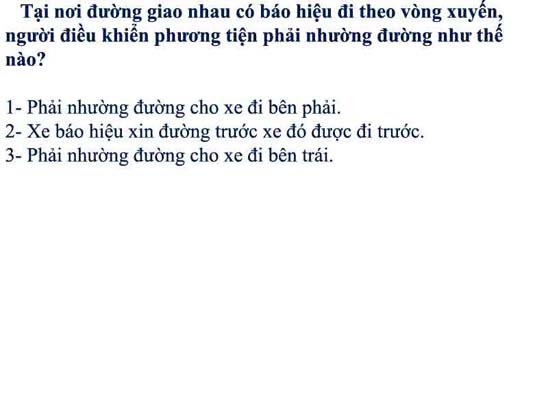 Tại nơi đường giao nhau có báo hiệu đi theo vòng xuyến,
người điều khiển phương tiện phải nhường đường như thế
nào?
1- Phải nhường đường cho xe đi bên phải.
2- Xe báo hiệu xin đường trước xe đó được đi trước.
3- Phải nhường đường cho xe đi bên trái.